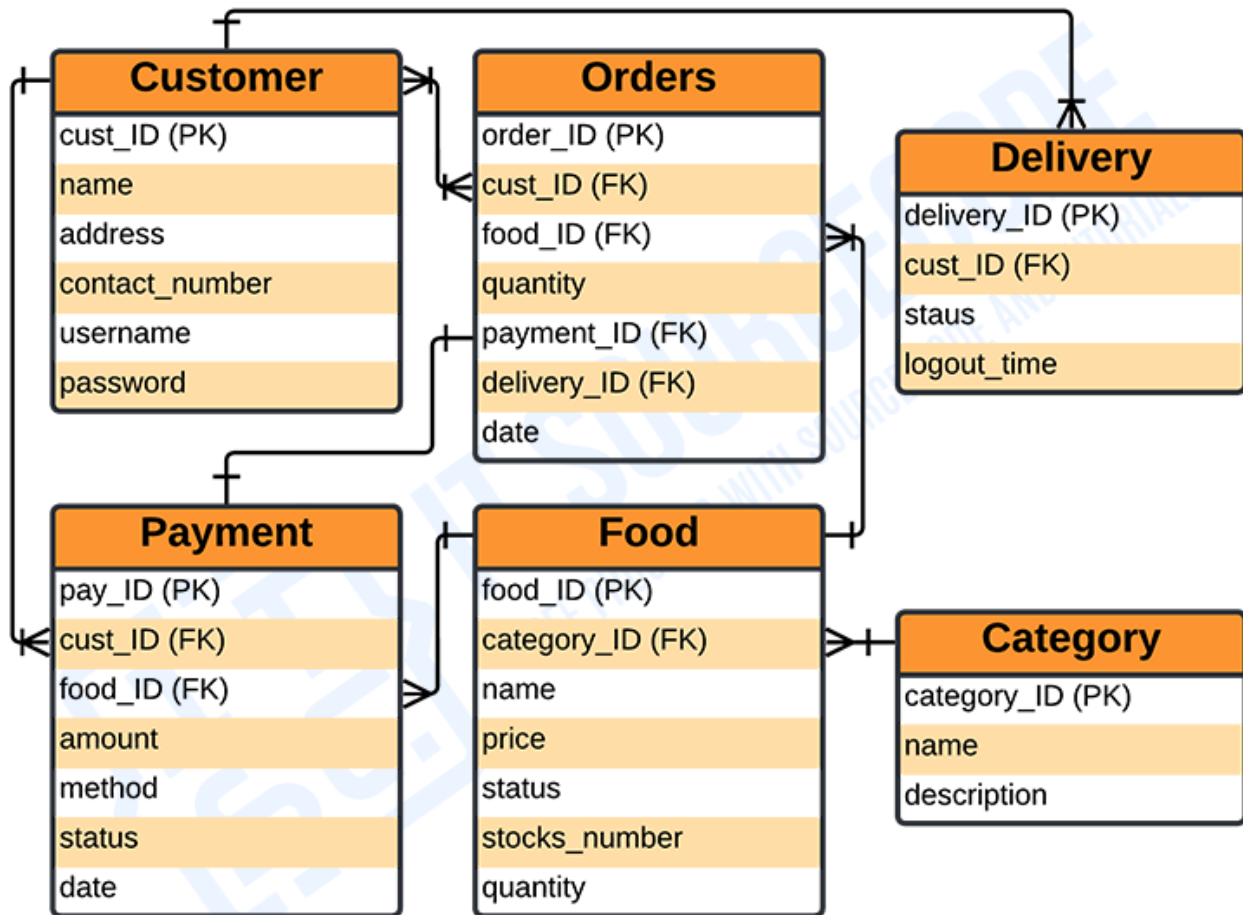 Customer
cust_ID (PK)
name
address
contact_number
username
password
Orders
order_ID (PK)
cust_ID (FK)
food_ID (FK)
quantity
payment_ID (FK)
delivery_ID (FK)
date
Delivery
delivery_ID (PK)
cust_ID (FK)
staus
logout_time
Payment
pay_ID (PK)
cust_ID (FK)
food_ID (FK)
amount
method
status
date
Food
food_ID (PK)
category_ID (FK)
name
price
status
stocks_number
quantity
Category
category_ID (PK)
name
description
IT SOURCECODE